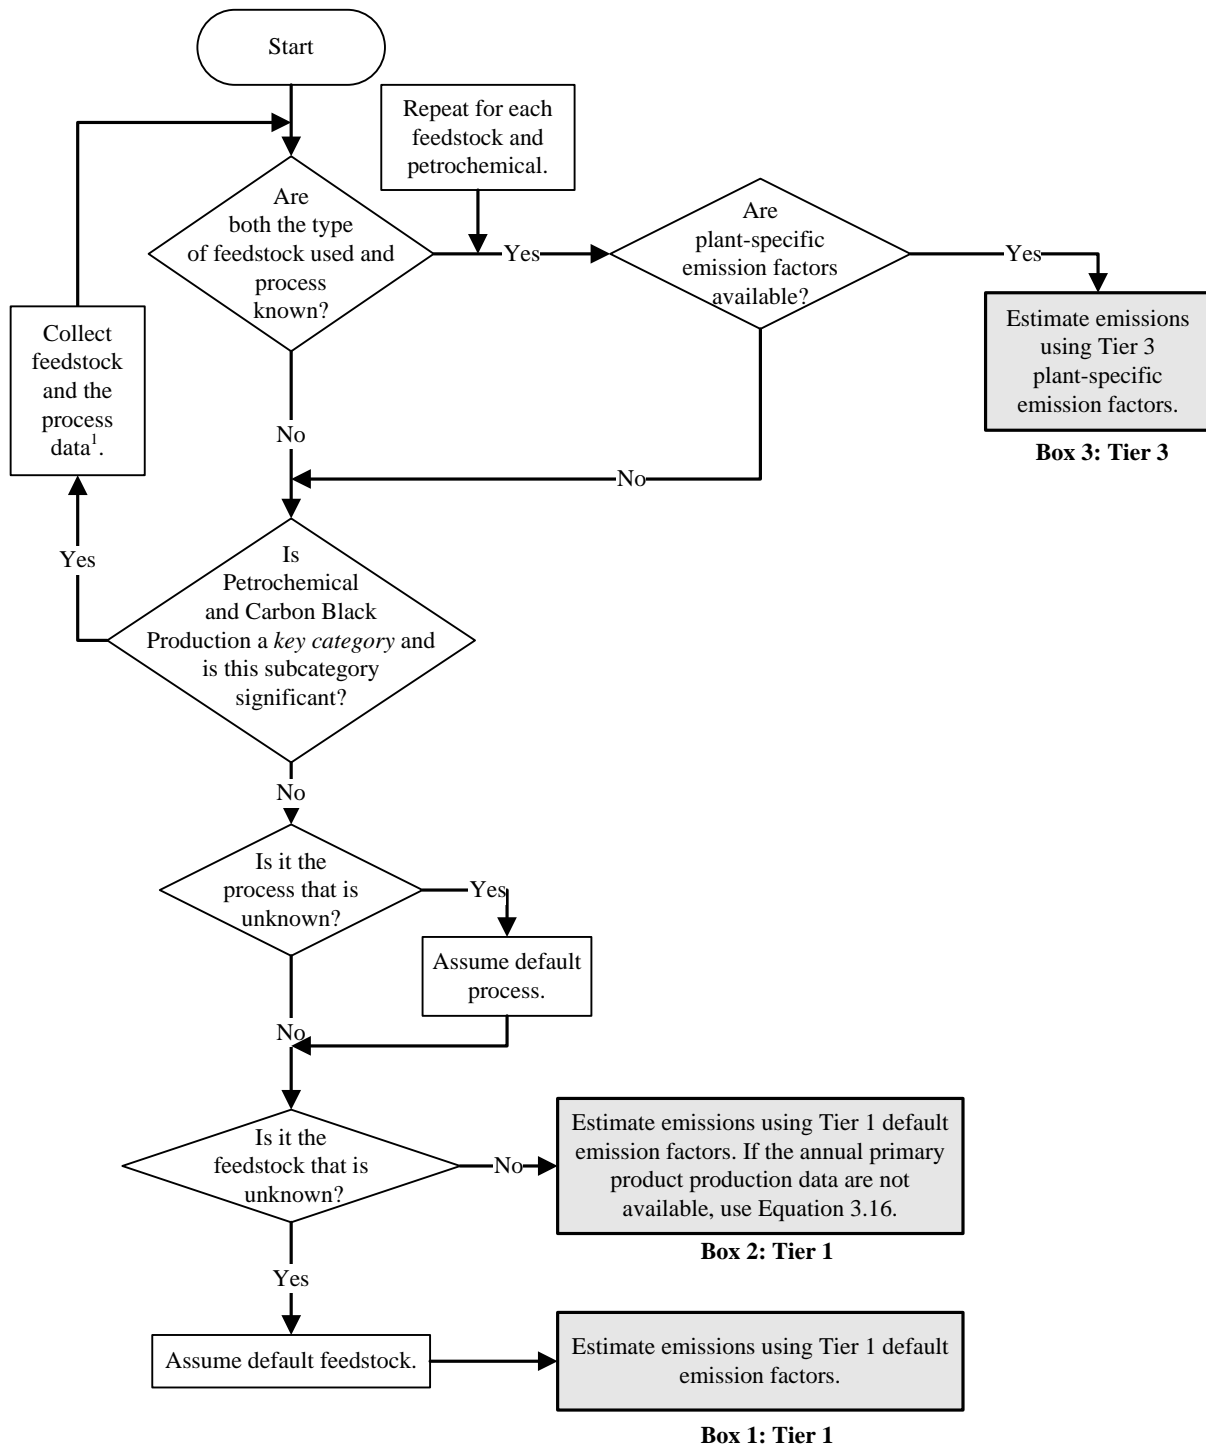 Start
Repeat for each
feedstock and
petrochemical.
Are
both the type
of feedstock used and
process
known?
Yes
Are
plant-specific
emission factors
available?
Yes
Estimate emissions
using Tier 3
plant-specific
emission factors.
Box 3: Tier 3
Collect
feedstock
and the
process
data¹.
No
No
Yes
Is
Petrochemical
and Carbon Black
Production a key category and
is this subcategory
significant?
No
Is it the
process that is
unknown?
Yes
Assume default
process.
No
Is it the
feedstock that is
unknown?
No
Estimate emissions using Tier 1 default
emission factors. If the annual primary
product production data are not
available, use Equation 3.16.
Box 2: Tier 1
Yes
Assume default feedstock.
Estimate emissions using Tier 1 default
emission factors.
Box 1: Tier 1